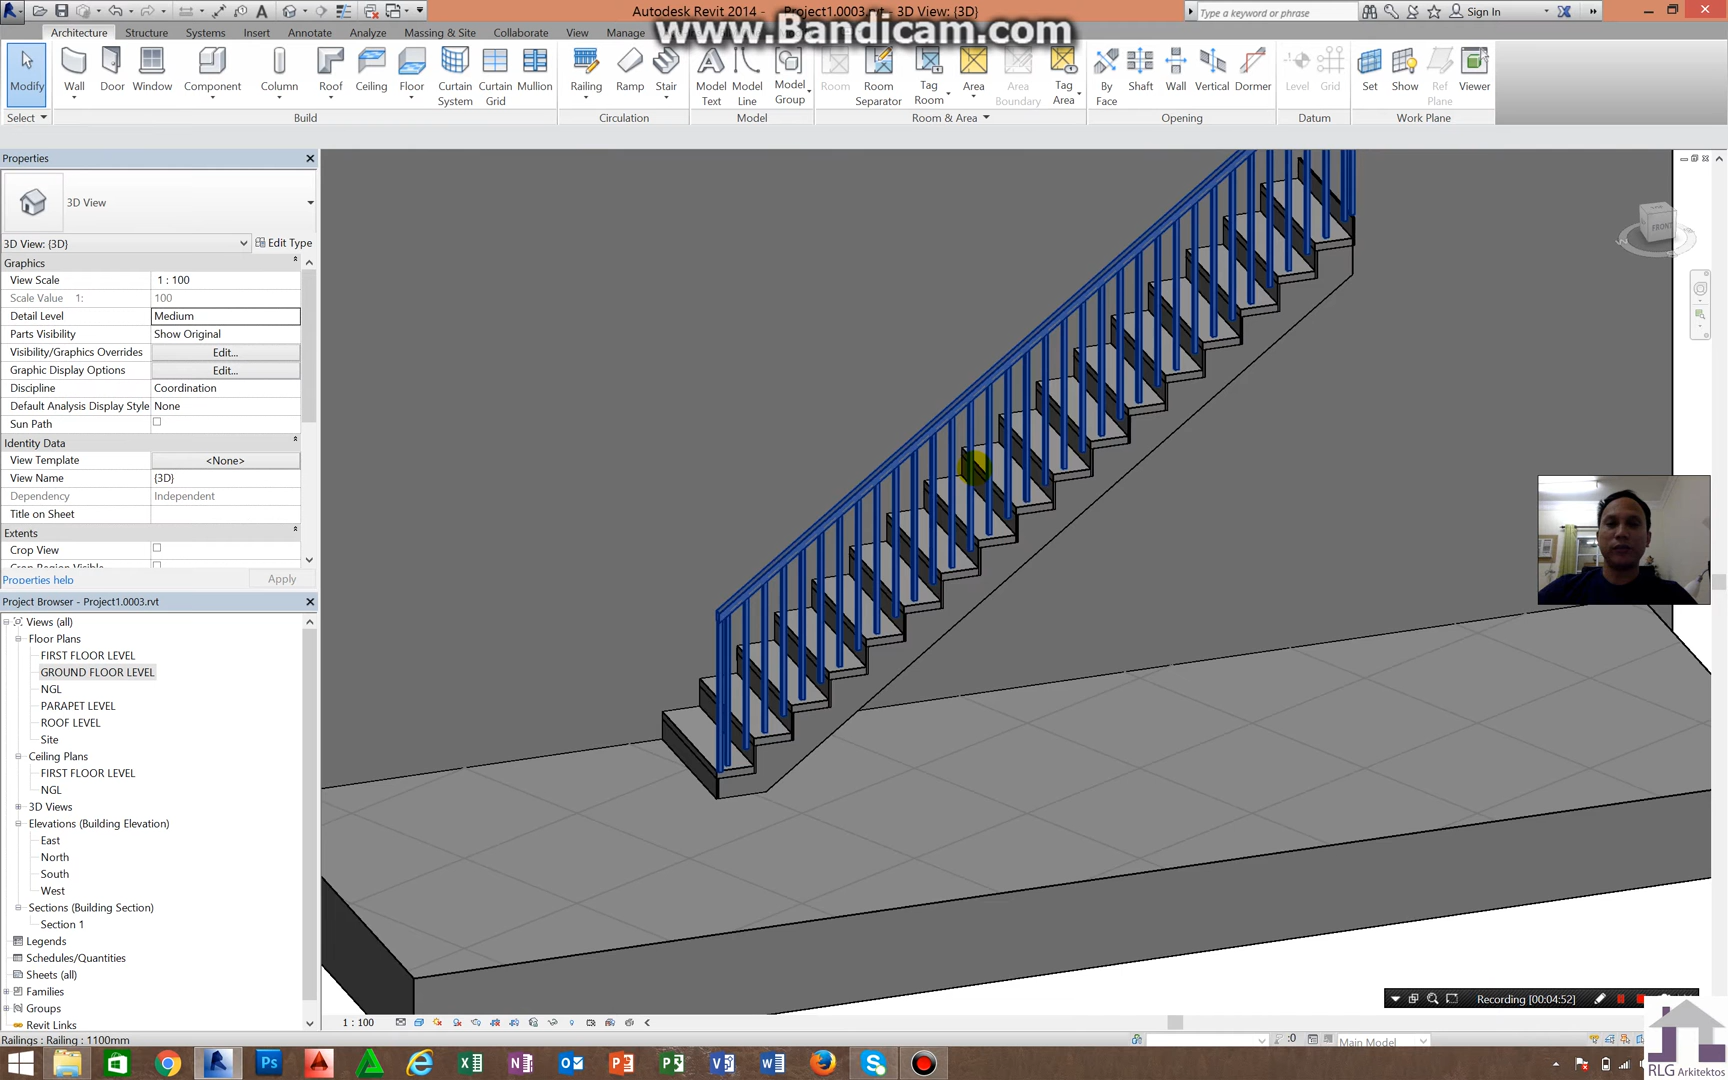 Autodesk Revit 2014 - Project1.0003.rvt - 3D View: {3D}
Type a keyword or phrase
Sign In
www.Bandicam.com
Architecture Structure Systems Insert Annotate Analyze Massing & Site Collaborate View Manage
Modify Wall Door Window Component Column Roof Ceiling Floor Curtain System Curtain Grid Mullion Railing Ramp Stair Model Text Model Line Model Group Room Room Separator Tag Room Area Area Boundary Tag Area By Face Shaft Wall Vertical Dormer Level Grid Set Show Ref Plane Viewer
Select Build Circulation Model Room & Area Opening Datum Work Plane
Properties
3D View
3D View: {3D} Edit Type
Graphics
View Scale 1 : 100
Scale Value 1: 100
Detail Level Medium
Parts Visibility Show Original
Visibility/Graphics Overrides Edit...
Graphic Display Options Edit...
Discipline Coordination
Default Analysis Display Style None
Sun Path
Identity Data
View Template <None>
View Name {3D}
Dependency Independent
Title on Sheet
Extents
Crop View
Properties help Apply
Project Browser - Project1.0003.rvt
Views (all)
Floor Plans
FIRST FLOOR LEVEL
GROUND FLOOR LEVEL
NGL
PARAPET LEVEL
ROOF LEVEL
Site
Ceiling Plans
FIRST FLOOR LEVEL
NGL
3D Views
Elevations (Building Elevation)
East
North
South
West
Sections (Building Section)
Section 1
Legends
Schedules/Quantities
Sheets (all)
Families
Groups
Revit Links
FRONT
Recording [00:04:52]
1 : 100
Railings : Railing : 1100mm
:0
Main Model
RLG Arkitektos